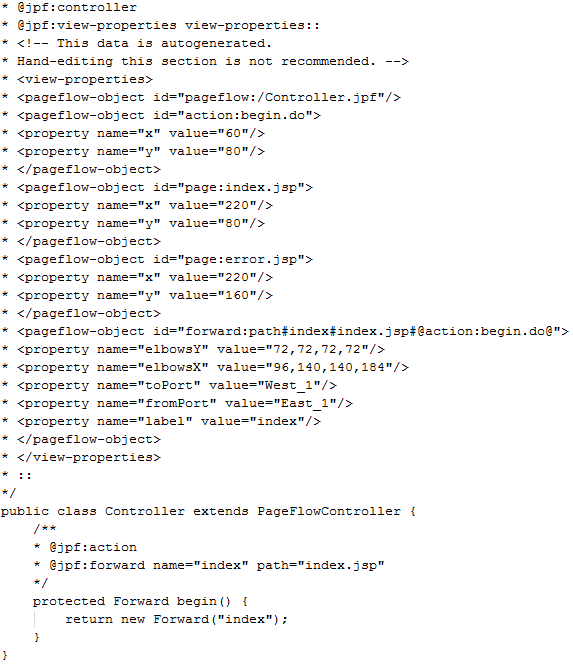 * @jpf:controller
* @jpf:view-properties view-properties::
* <!-- This data is autogenerated.
* Hand-editing this section is not recommended. -->
* <view-properties>
* <pageflow-object id="pageflow:/Controller.jpf"/>
* <pageflow-object id="action:begin.do">
* <property name="x" value="60"/>
* <property name="y" value="80"/>
* </pageflow-object>
* <pageflow-object id="page:index.jsp">
* <property name="x" value="220"/>
* <property name="y" value="80"/>
* </pageflow-object>
* <pageflow-object id="page:error.jsp">
* <property name="x" value="220"/>
* <property name="y" value="160"/>
* </pageflow-object>
* <pageflow-object id="forward:path#index#index.jsp#@action:begin.do@">
* <property name="elbowsY" value="72,72,72,72"/>
* <property name="elbowsX" value="96,140,140,184"/>
* <property name="toPort" value="West_1"/>
* <property name="fromPort" value="East_1"/>
* <property name="label" value="index"/>
* </pageflow-object>
* </view-properties>
* ::
*/
public class Controller extends PageFlowController {
    /**
    * @jpf:action
    * @jpf:forward name="index" path="index.jsp"
    */
    protected Forward begin() {
        return new Forward("index");
    }
}